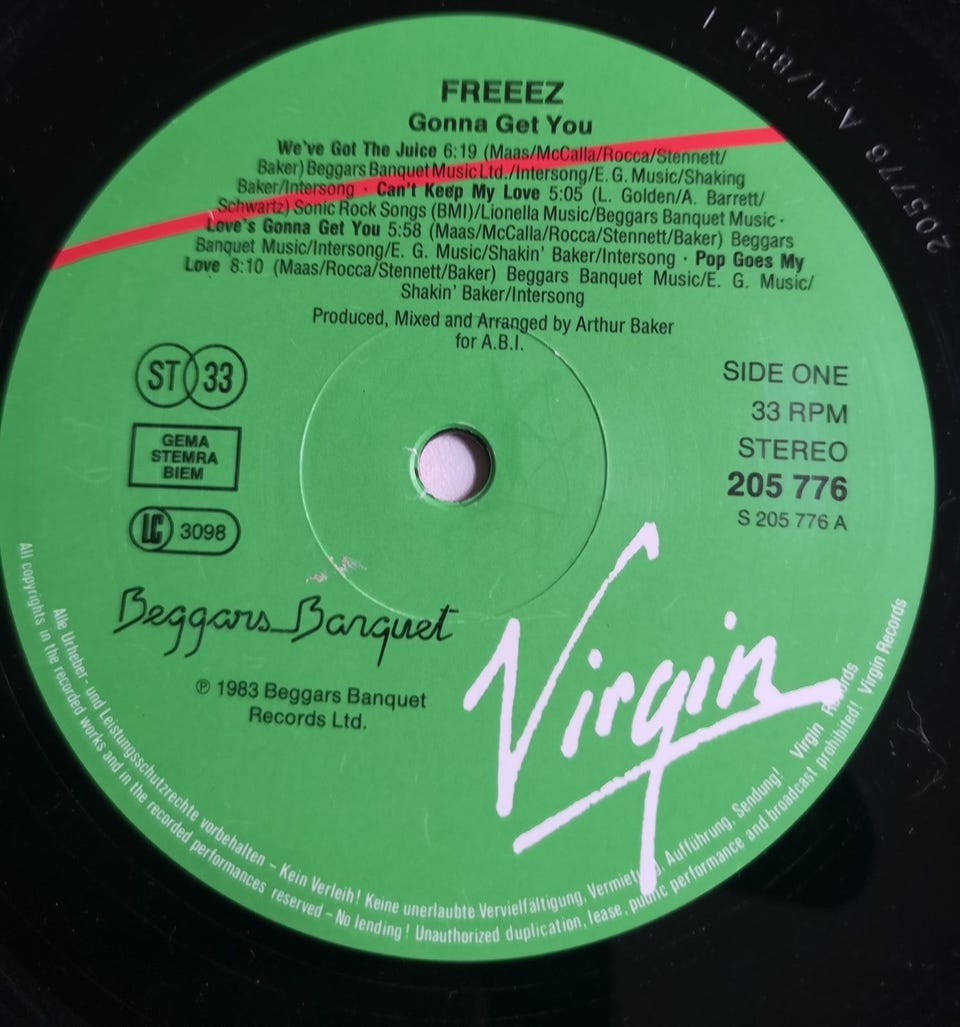 FREEEZ
Gonna Get You
We've Got The Juice 6:19 (Maas/McCalla/Rocca/Stennett/
Baker) Beggars Banquet Music Ltd./Intersong/E. G. Music/Shaking
Baker/Intersong · Can't Keep My Love 5:05 (L. Golden/A. Barrett/
Schwartz) Sonic Rock Songs (BMI)/Lionella Music/Beggars Banquet Music ·
Love's Gonna Get You 5:58 (Maas/McCalla/Rocca/Stennett/Baker) Beggars
Banquet Music/Intersong/E. G. Music/Shakin' Baker/Intersong · Pop Goes My
Love 8:10 (Maas/Rocca/Stennett/Baker) Beggars Banquet Music/E. G. Music/
Shakin' Baker/Intersong
Produced, Mixed and Arranged by Arthur Baker
for A.B.I.
ST 33
GEMA
STEMRA
BIEM
LC 3098
SIDE ONE
33 RPM
STEREO
205 776
S 205 776 A
Beggars Banquet
℗ 1983 Beggars Banquet
Records Ltd.
Virgin
Alle Urheber- und Leistungsschutzrechte vorbehalten – Kein Verleih! Keine unerlaubte Vervielfältigung, Vermietung, Aufführung, Sendung! Virgin Records
All copyrights in the recorded works and in the recorded performances reserved – No lending! Unauthorized duplication, lease, public performance and broadcast prohibited! Virgin Records
205776 A-1/83S